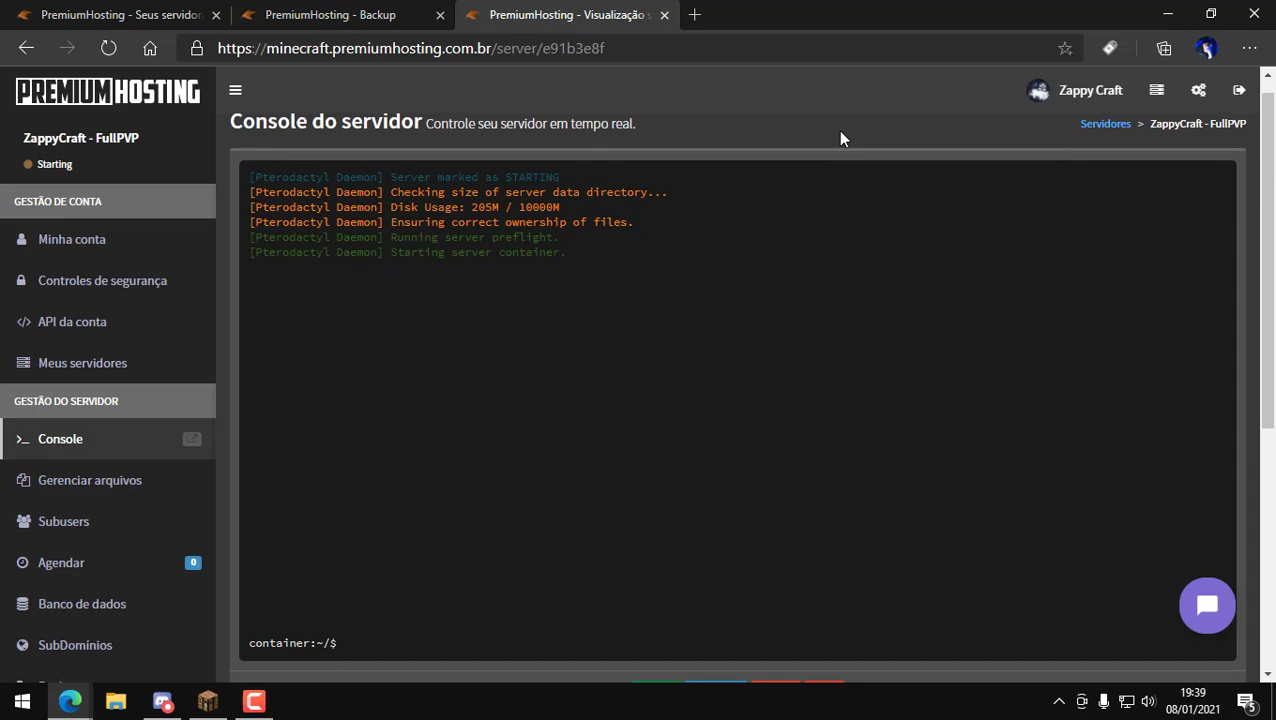 PremiumHosting - Seus servidor
PremiumHosting - Backup
PremiumHosting - Visualização s
https://minecraft.premiumhosting.com.br/server/e91b3e8f
PREMIUMHOSTING
Zappy Craft
ZappyCraft - FullPVP
Starting
Console do servidor Controle seu servidor em tempo real.
Servidores > ZappyCraft - FullPVP
GESTÃO DE CONTA
Minha conta
Controles de segurança
API da conta
Meus servidores
GESTÃO DO SERVIDOR
Console
Gerenciar arquivos
Subusers
Agendar 0
Banco de dados
SubDomínios
[Pterodactyl Daemon] Server marked as STARTING
[Pterodactyl Daemon] Checking size of server data directory...
[Pterodactyl Daemon] Disk Usage: 205M / 10000M
[Pterodactyl Daemon] Ensuring correct ownership of files.
[Pterodactyl Daemon] Running server preflight.
[Pterodactyl Daemon] Starting server container.
container:~/$
19:39
08/01/2021
5